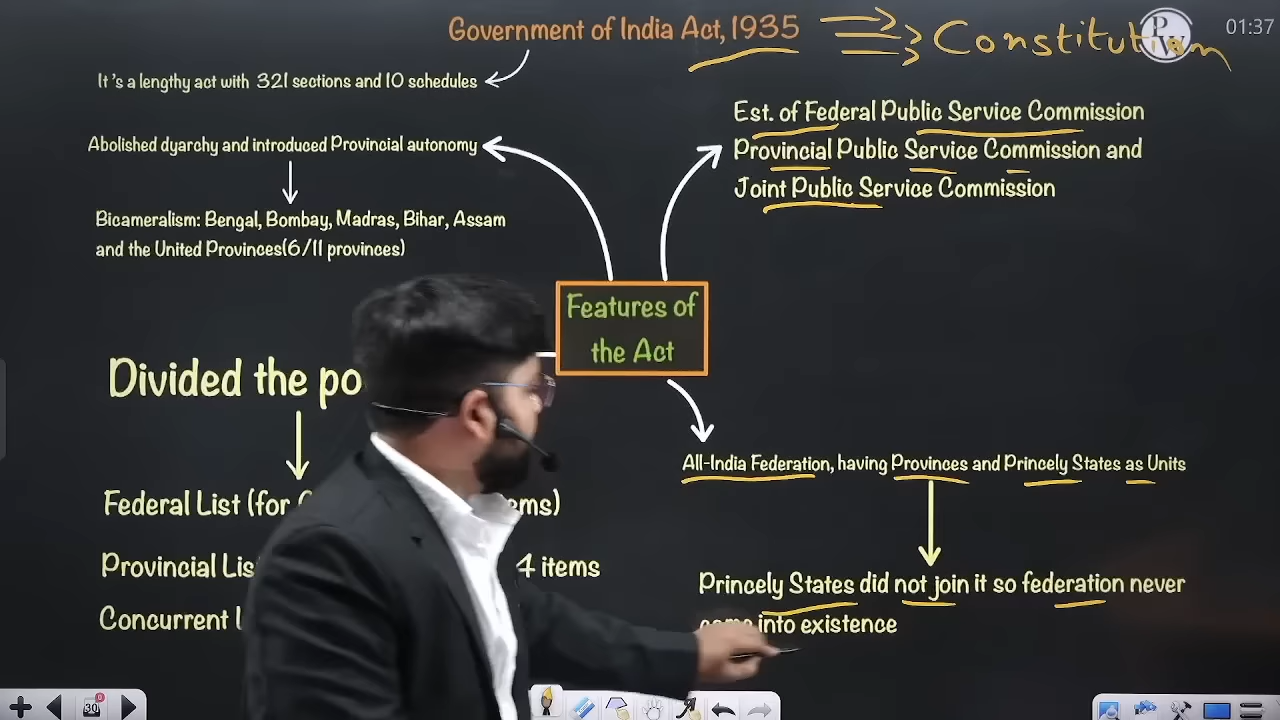 Government of India Act, 1935
Constitution
PW
01:37
It's a lengthy act with 321 sections and 10 schedules
Abolished dyarchy and introduced Provincial autonomy
Bicameralism: Bengal, Bombay, Madras, Bihar, Assam
and the United Provinces(6/11 provinces)
Est. of Federal Public Service Commission
Provincial Public Service Commission and
Joint Public Service Commission
Features of
the Act
Divided the
Federal List (for
Provincial
4 items
Concurrent
All-India Federation, having Provinces and Princely States as Units
Princely States did not join it so federation never
came into existence
30